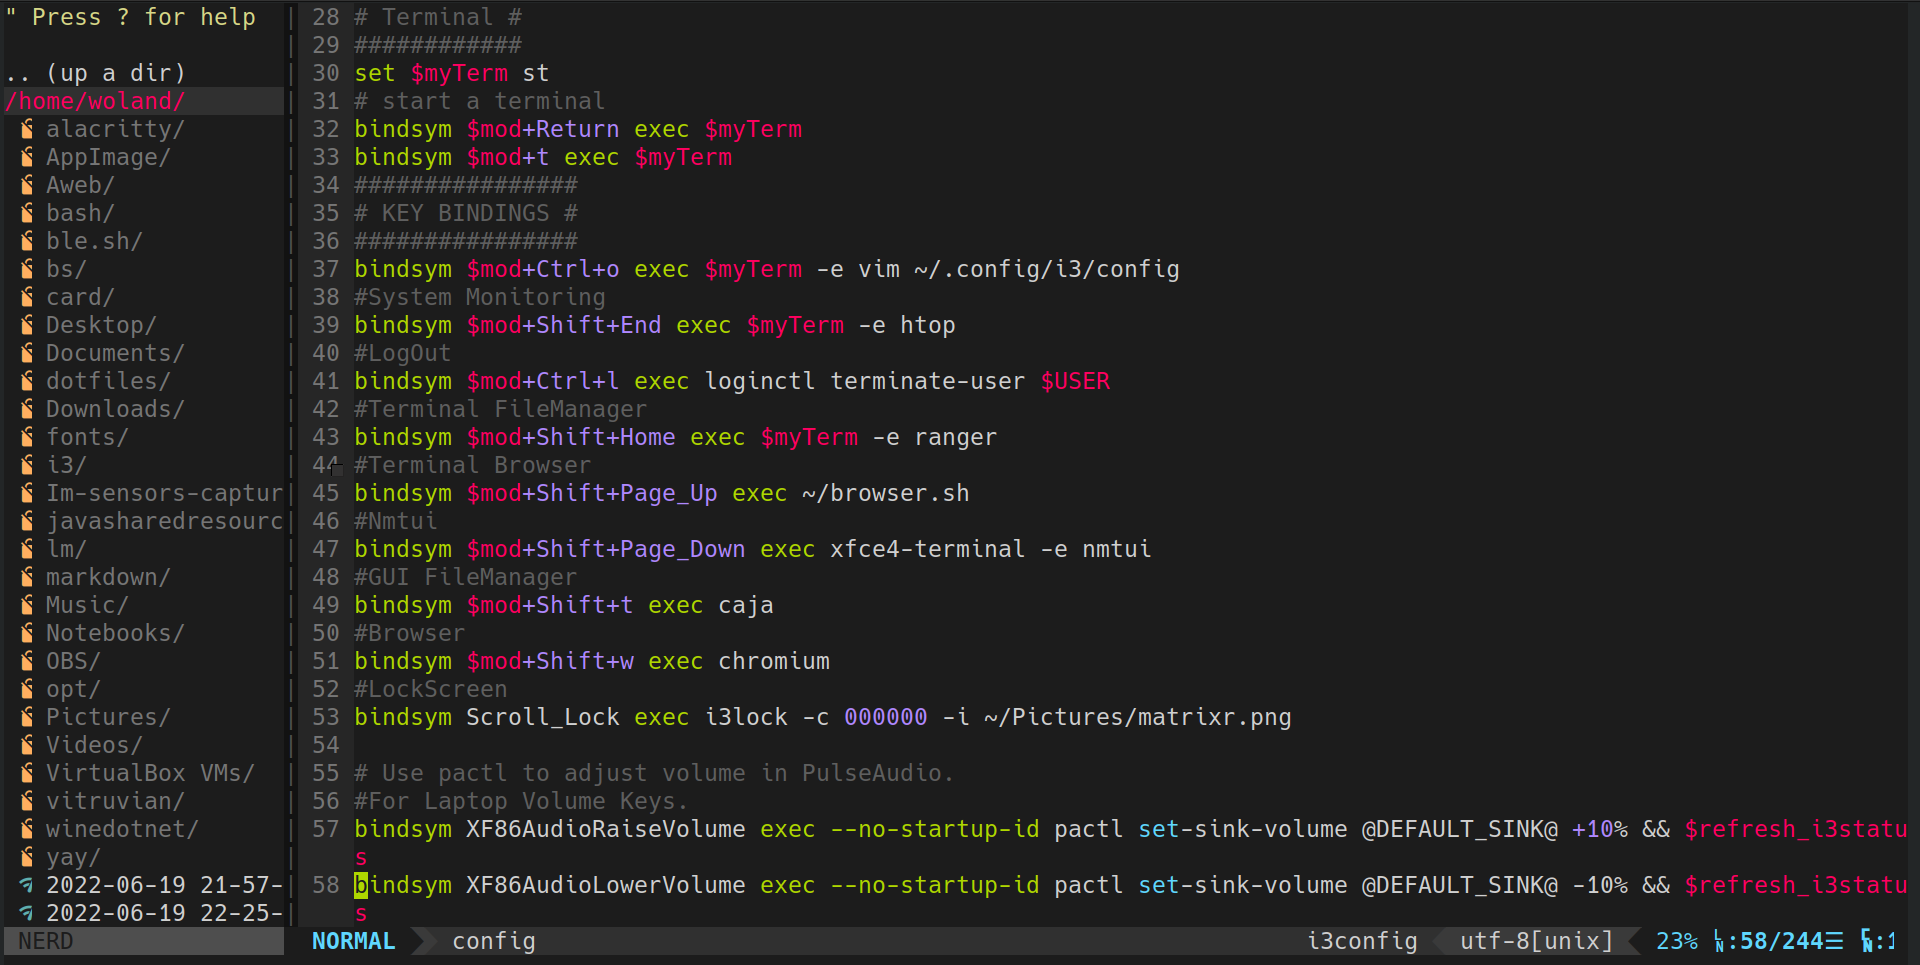 " Press ? for help
.. (up a dir)
/home/woland/
alacritty/
AppImage/
Aweb/
bash/
ble.sh/
bs/
card/
Desktop/
Documents/
dotfiles/
Downloads/
fonts/
i3/
Im-sensors-captur
javasharedresourc
lm/
markdown/
Music/
Notebooks/
OBS/
opt/
Pictures/
Videos/
VirtualBox VMs/
vitruvian/
winedotnet/
yay/
2022-06-19 21-57-
2022-06-19 22-25-
NERD
28 # Terminal #
29 ############
30 set $myTerm st
31 # start a terminal
32 bindsym $mod+Return exec $myTerm
33 bindsym $mod+t exec $myTerm
34 ################
35 # KEY BINDINGS #
36 ################
37 bindsym $mod+Ctrl+o exec $myTerm -e vim ~/.config/i3/config
38 #System Monitoring
39 bindsym $mod+Shift+End exec $myTerm -e htop
40 #LogOut
41 bindsym $mod+Ctrl+l exec loginctl terminate-user $USER
42 #Terminal FileManager
43 bindsym $mod+Shift+Home exec $myTerm -e ranger
44 #Terminal Browser
45 bindsym $mod+Shift+Page_Up exec ~/browser.sh
46 #Nmtui
47 bindsym $mod+Shift+Page_Down exec xfce4-terminal -e nmtui
48 #GUI FileManager
49 bindsym $mod+Shift+t exec caja
50 #Browser
51 bindsym $mod+Shift+w exec chromium
52 #LockScreen
53 bindsym Scroll_Lock exec i3lock -c 000000 -i ~/Pictures/matrixr.png
54
55 # Use pactl to adjust volume in PulseAudio.
56 #For Laptop Volume Keys.
57 bindsym XF86AudioRaiseVolume exec --no-startup-id pactl set-sink-volume @DEFAULT_SINK@ +10% && $refresh_i3statu
s
58 bindsym XF86AudioLowerVolume exec --no-startup-id pactl set-sink-volume @DEFAULT_SINK@ -10% && $refresh_i3statu
s
NORMAL config i3config utf-8[unix] 23% LN:58/244☰ CN:1